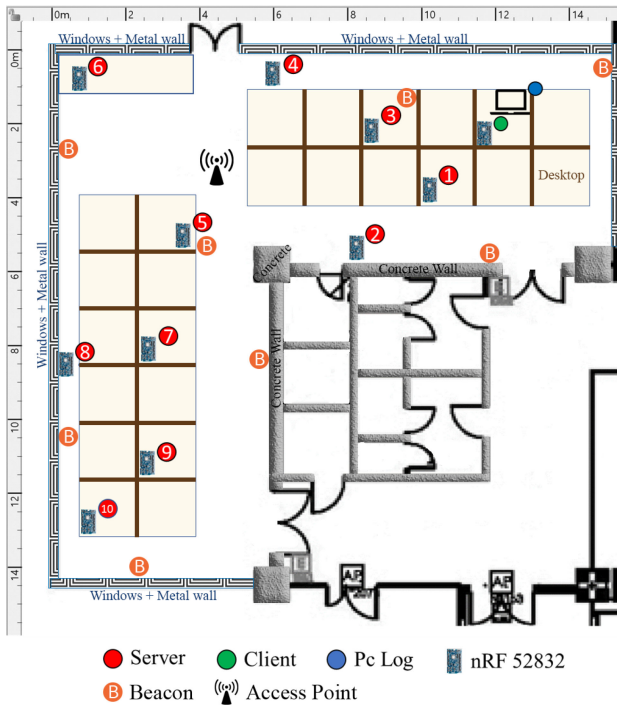 0m 2 4 6 8 10 12 14
Windows + Metal wall
Windows + Metal wall
0m
2
4
6
8
10
12
14
6
4
B
B
3
B
1
Desktop
5
B
2
B
Concrete
Concrete Wall
Windows + Metal wall
7
8
B
Concrete Wall
B
9
10
B
Windows + Metal wall
A/P
A/P
Server
Client
Pc Log
nRF 52832
B Beacon
Access Point